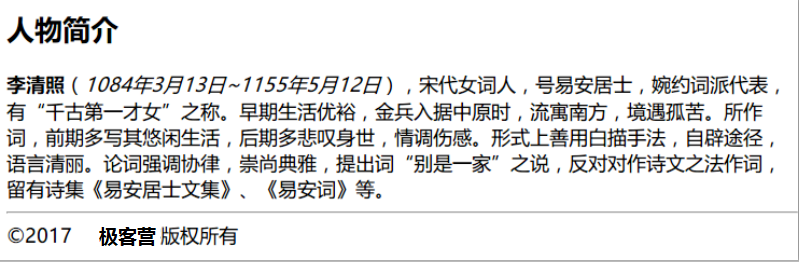 人物简介
李清照（1084年3月13日~1155年5月12日），宋代女词人，号易安居士，婉约词派代表，
有“千古第一才女”之称。早期生活优裕，金兵入据中原时，流寓南方，境遇孤苦。所作
词，前期多写其悠闲生活，后期多悲叹身世，情调伤感。形式上善用白描手法，自辟途径，
语言清丽。论词强调协律，崇尚典雅，提出词“别是一家”之说，反对对作诗文之法作词，
留有诗集《易安居士文集》、《易安词》等。
©2017 极客营 版权所有